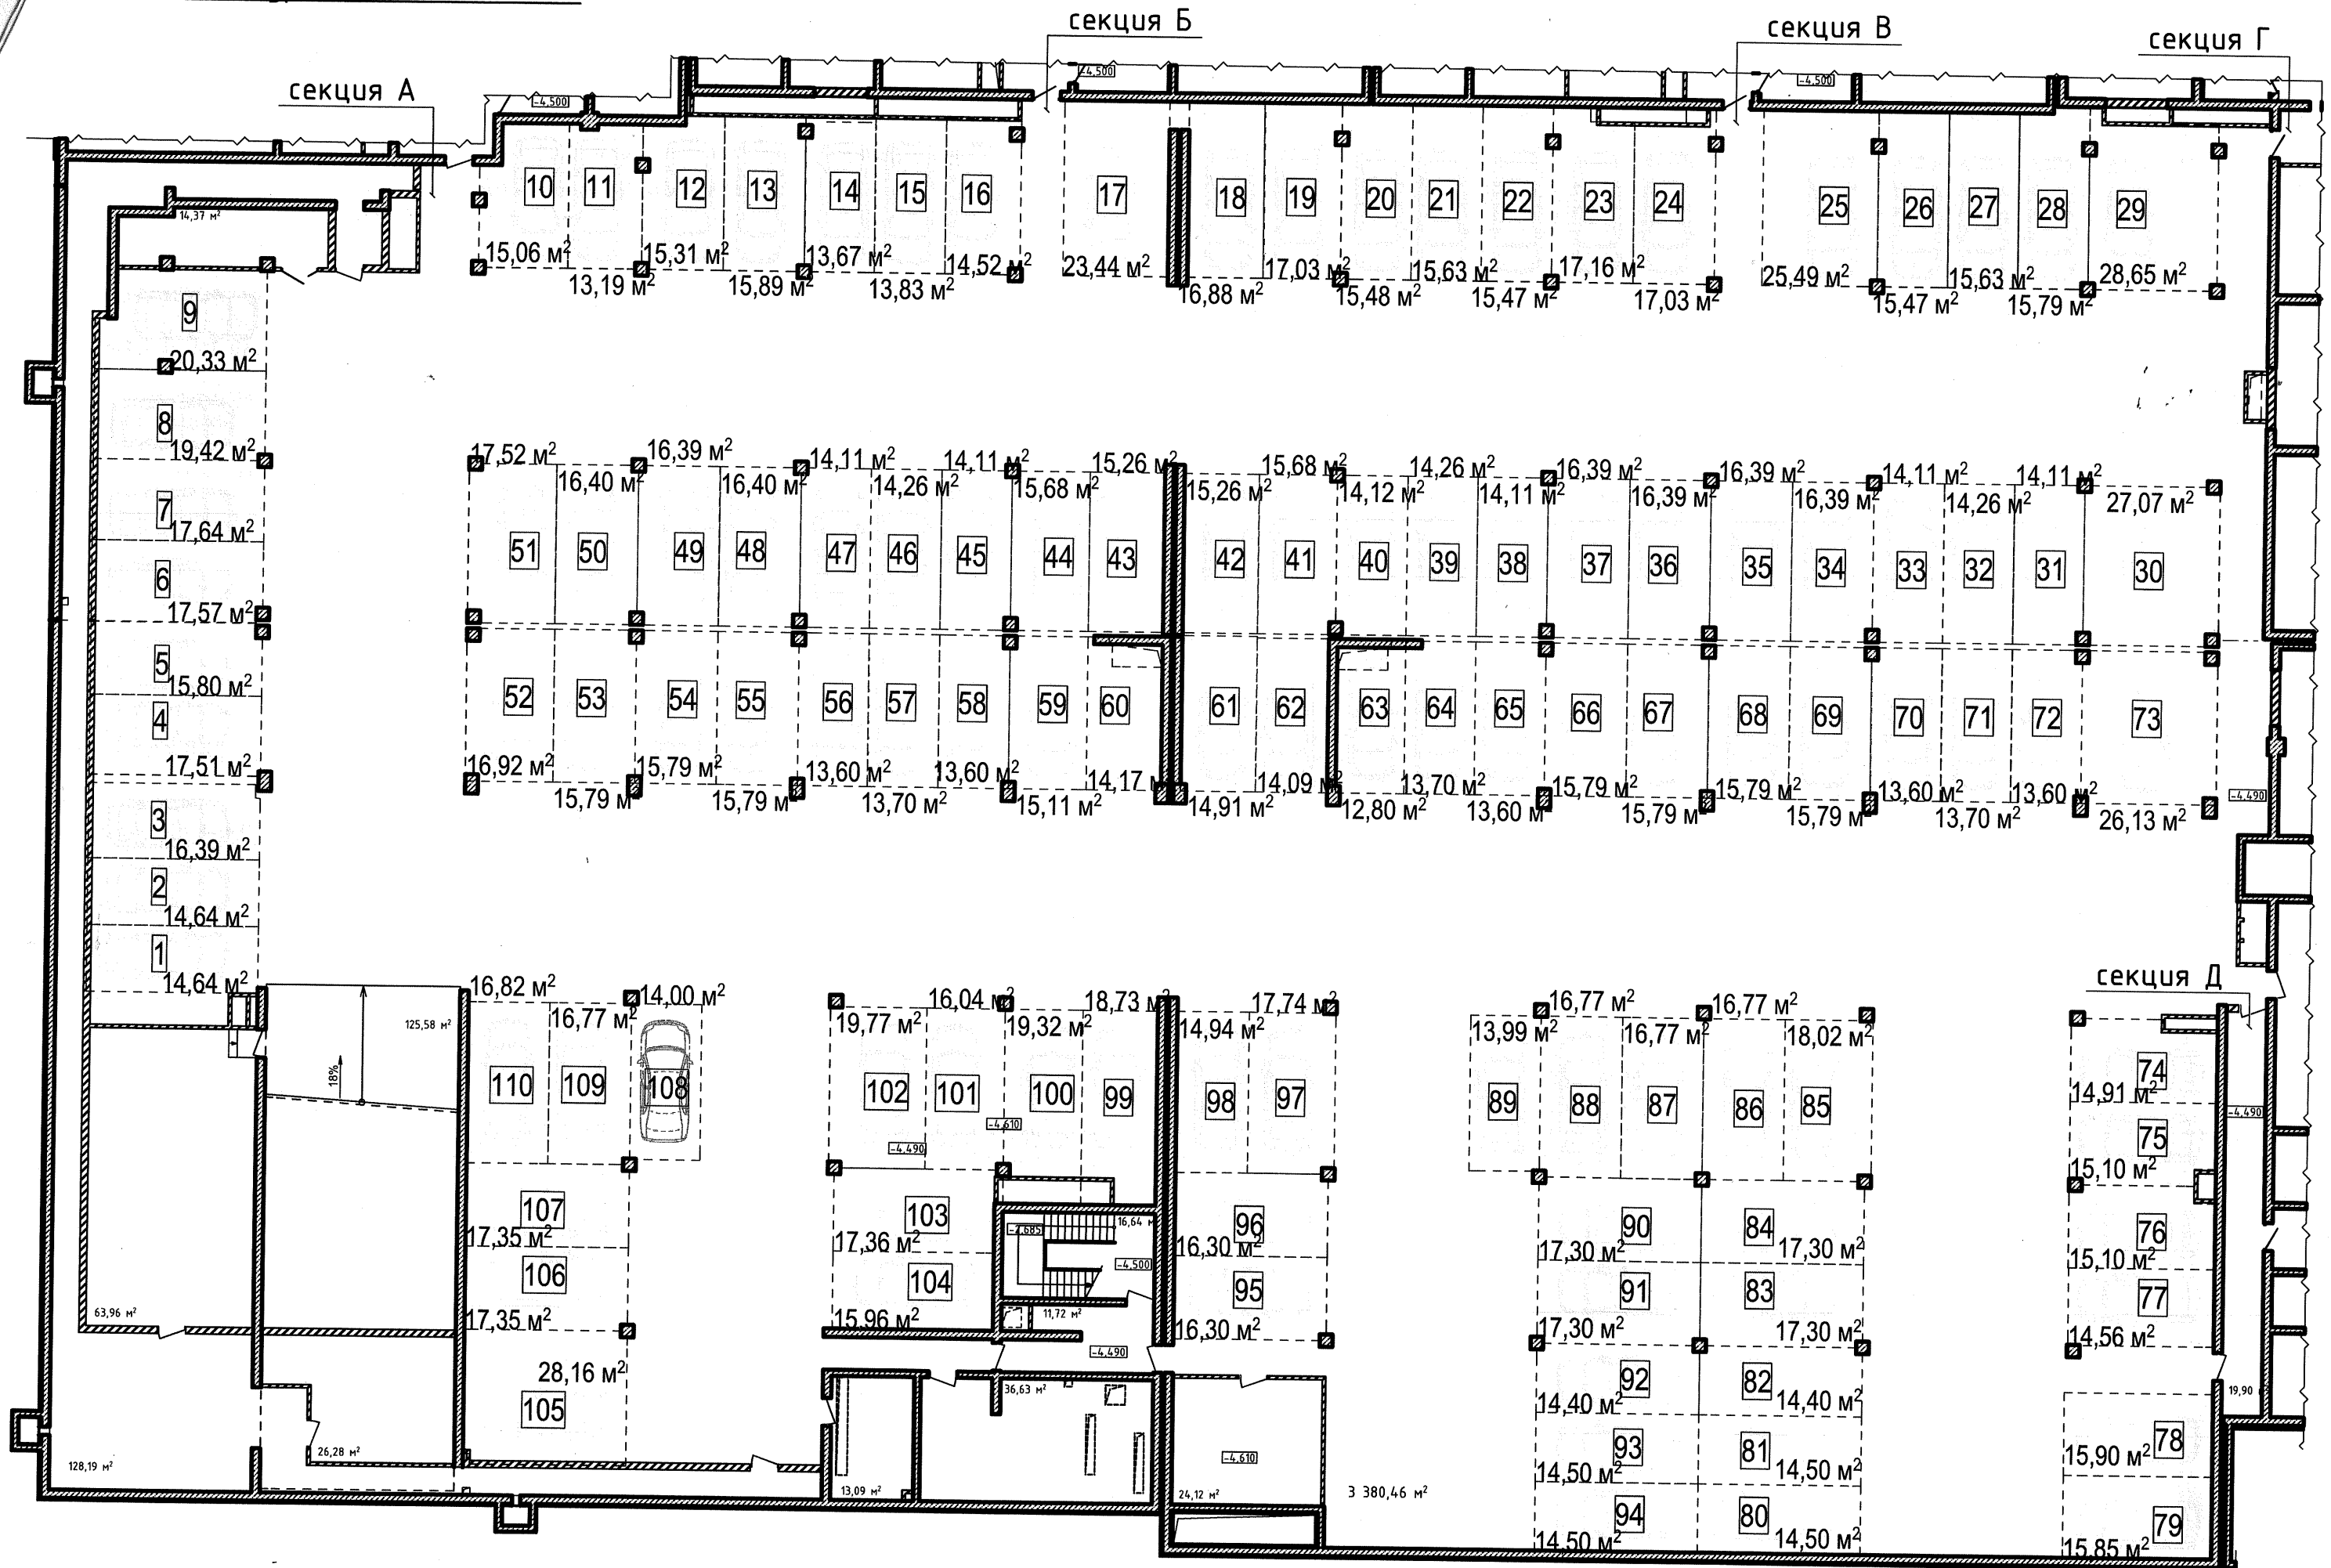 секция Б
секция В
секция Г
секция А
-4,500
-4,500
-4,500
14,37 м²
10 11 12 13 14 15 16 17 18 19 20 21 22 23 24 25 26 27 28 29
15,06 м² 15,31 м² 13,67 м² 14,52 м² 23,44 м² 17,03 м² 15,63 м² 17,16 м² 25,49 м² 15,63 м² 28,65 м²
13,19 м² 15,89 м² 13,83 м² 16,88 м² 15,48 м² 15,47 м² 17,03 м² 15,47 м² 15,79 м²
9
20,33 м²
8
19,42 м²
7
17,64 м²
6
17,57 м²
5
15,80 м²
4
17,51 м²
3
16,39 м²
2
14,64 м²
1
14,64 м²
17,52 м² 16,39 м² 14,11 м² 14,11 м² 15,26 м² 15,68 м² 14,26 м² 16,39 м² 16,39 м² 14,11 м² 14,11 м²
16,40 м² 16,40 м² 14,26 м² 15,68 м² 15,26 м² 14,12 м² 14,11 м² 16,39 м² 16,39 м² 14,26 м² 27,07 м²
51 50 49 48 47 46 45 44 43 42 41 40 39 38 37 36 35 34 33 32 31 30
52 53 54 55 56 57 58 59 60 61 62 63 64 65 66 67 68 69 70 71 72 73
16,92 м² 15,79 м² 13,60 м² 13,60 м² 14,17 м 14,09 м² 13,70 м² 15,79 м² 15,79 м² 13,60 м² 13,60 м² -4,490
15,79 м² 15,79 м² 13,70 м² 15,11 м² 14,91 м² 12,80 м² 13,60 м² 15,79 м² 15,79 м² 13,70 м² 26,13 м²
секция Д
16,82 м² 14,00 м² 16,04 м² 18,73 м² 17,74 м² 16,77 м² 16,77 м²
125,58 м² 16,77 м² 19,77 м² 19,32 м² 14,94 м² 13,99 м² 16,77 м² 18,02 м²
18%
110 109 108 102 101 100 99 98 97 89 88 87 86 85
-4,610
-4,490
74
14,91 м²
-4,490
75
15,10 м²
76
15,10 м²
77
14,56 м²
107
17,35 м²
106
17,35 м²
28,16 м²
105
103
17,36 м²
104
15,96 м²
-2,685
16,64 м
-4,500
11,72 м²
-4,490
96
16,30 м²
95
16,30 м²
90 84
17,30 м² 17,30 м²
91 83
17,30 м² 17,30 м²
92 82
14,40 м² 14,40 м²
93 81
14,50 м² 14,50 м²
94 80
14,50 м² 14,50 м²
19,90
78
15,90 м²
79
15,85 м²
63,96 м²
26,28 м²
128,19 м²
36,63 м²
13,09 м²
-4,610
24,12 м²
3 380,46 м²